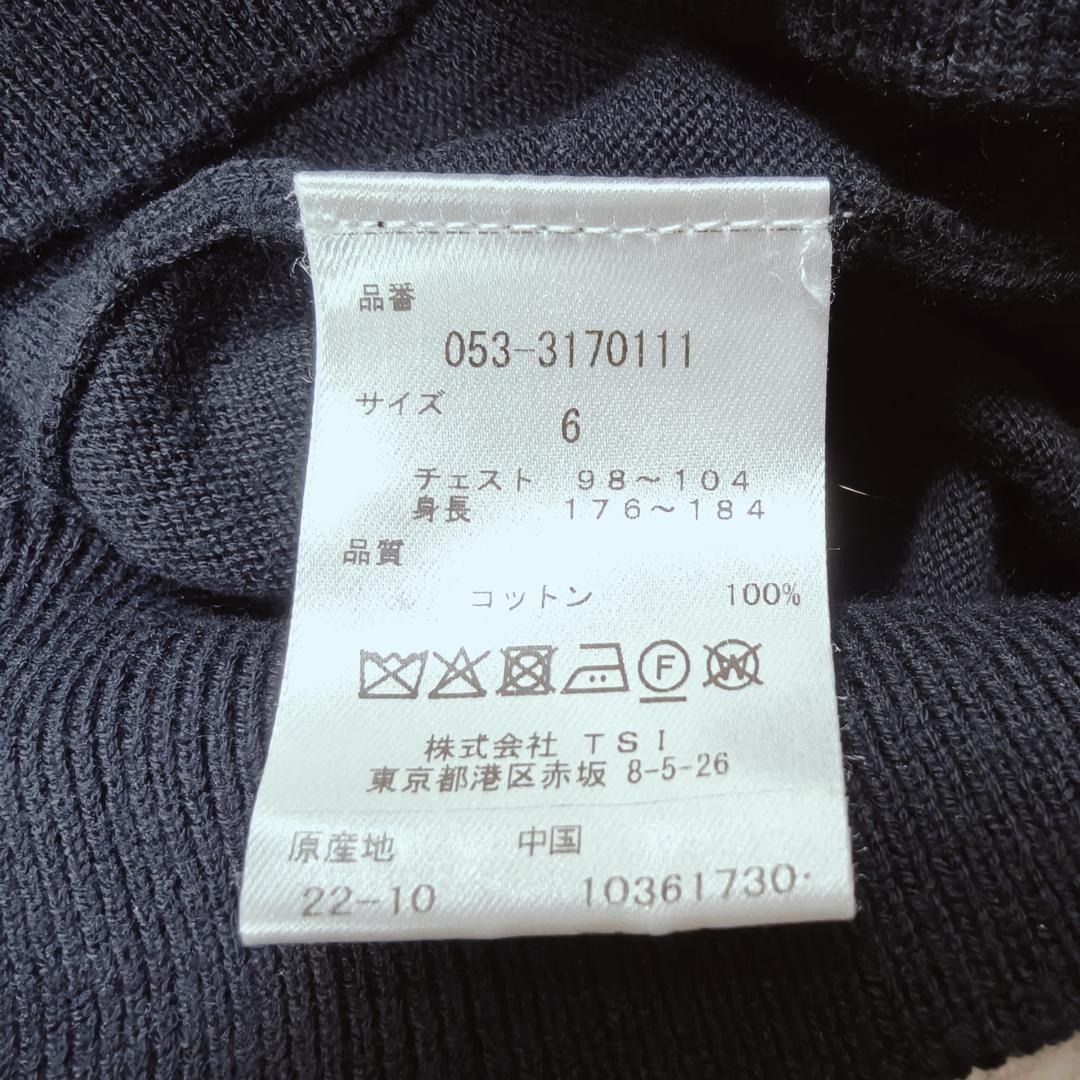 品番
053-3170111
サイズ
6
チェスト 98～104
身長 176～184
品質
コットン 100%
F W
株式会社 TSI
東京都港区赤坂 8-5-26
原産地 中国
22-10 10361730